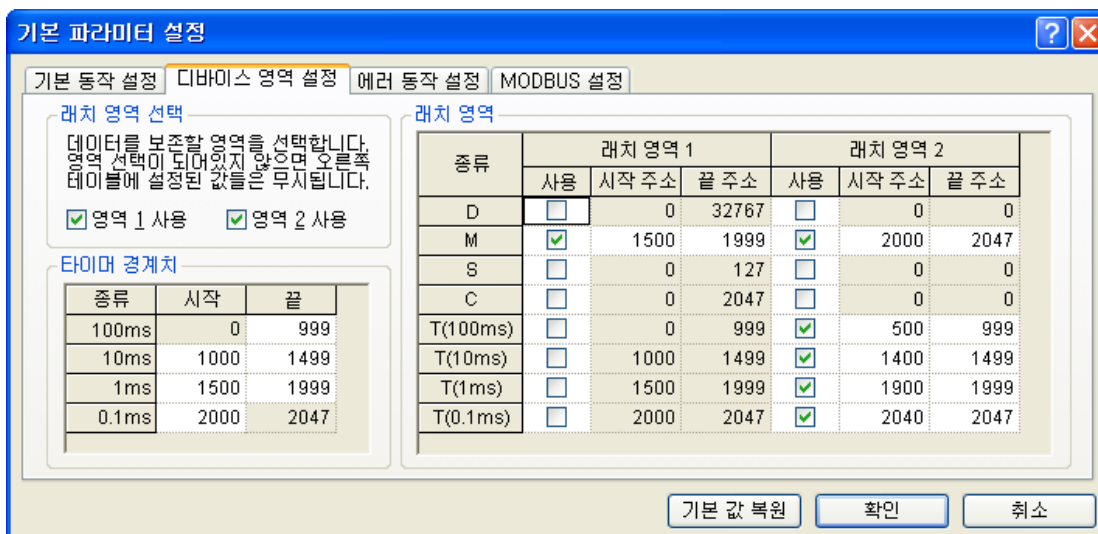 기본 파라미터 설정
기본 동작 설정 디바이스 영역 설정 에러 동작 설정 MODBUS 설정
래치 영역 선택
데이터를 보존할 영역을 선택합니다.
영역 선택이 되어있지 않으면 오른쪽
테이블에 설정된 값들은 무시됩니다.
영역 1 사용 영역 2 사용
타이머 경계치
종류 시작 끝
100ms 0 999
10ms 1000 1499
1ms 1500 1999
0.1ms 2000 2047
래치 영역
종류 래치 영역 1 래치 영역 2
사용 시작 주소 끝 주소 사용 시작 주소 끝 주소
D 0 32767 0 0
M 1500 1999 2000 2047
S 0 127 0 0
C 0 2047 0 0
T(100ms) 0 999 500 999
T(10ms) 1000 1499 1400 1499
T(1ms) 1500 1999 1900 1999
T(0.1ms) 2000 2047 2040 2047
기본 값 복원 확인 취소